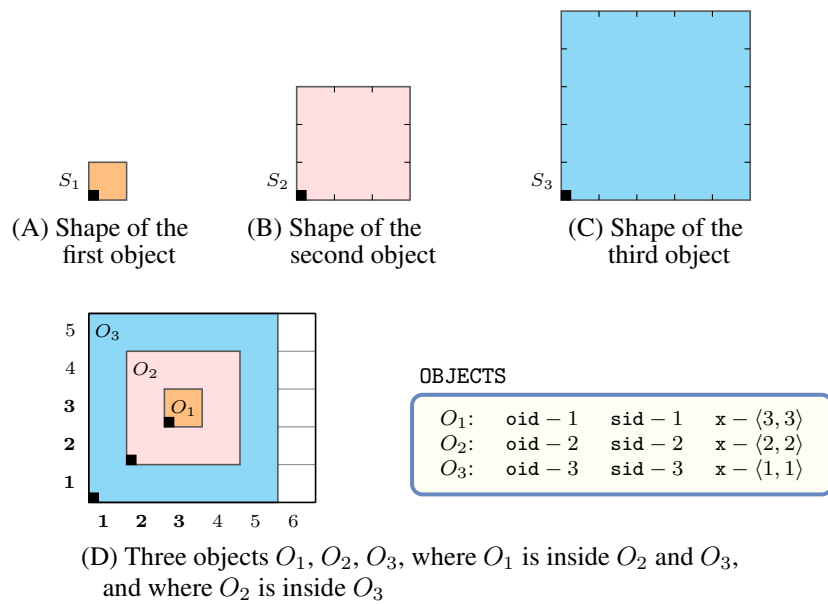 S1
S2
S3
(A) Shape of the
first object
(B) Shape of the
second object
(C) Shape of the
third object
5
4
3
2
1
O3
O2
O1
1 2 3 4 5 6
OBJECTS
O1: oid − 1 sid − 1 x − ⟨3, 3⟩
O2: oid − 2 sid − 2 x − ⟨2, 2⟩
O3: oid − 3 sid − 3 x − ⟨1, 1⟩
(D) Three objects O1, O2, O3, where O1 is inside O2 and O3,
and where O2 is inside O3